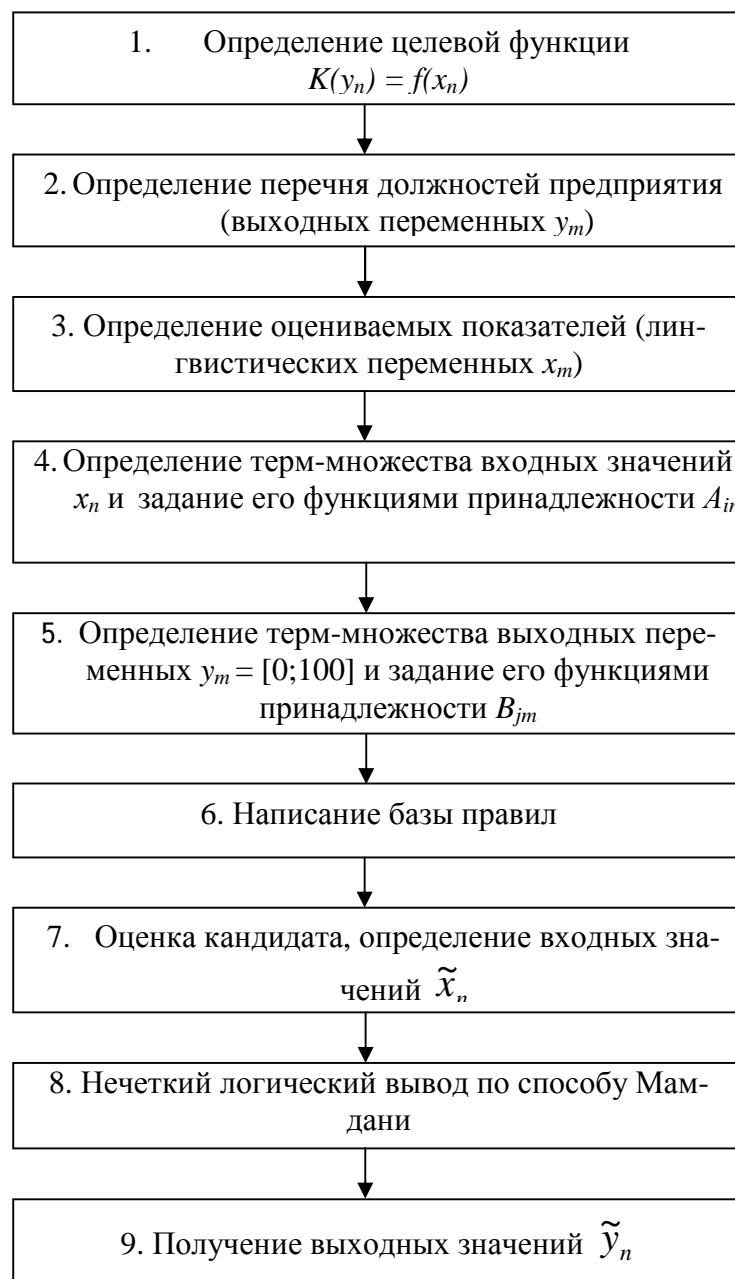 1. Определение целевой функции
K(yₙ) = f(xₙ)
2. Определение перечня должностей предприятия
(выходных переменных yₘ)
3. Определение оцениваемых показателей (лин-
гвистических переменных xₘ)
4. Определение терм-множества входных значений
xₙ и задание его функциями принадлежности Aᵢₙ
5. Определение терм-множества выходных пере-
менных yₘ = [0;100] и задание его функциями
принадлежности Bⱼₘ
6. Написание базы правил
7. Оценка кандидата, определение входных зна-
чений x̃ₙ
8. Нечеткий логический вывод по способу Мам-
дани
9. Получение выходных значений ỹₙ